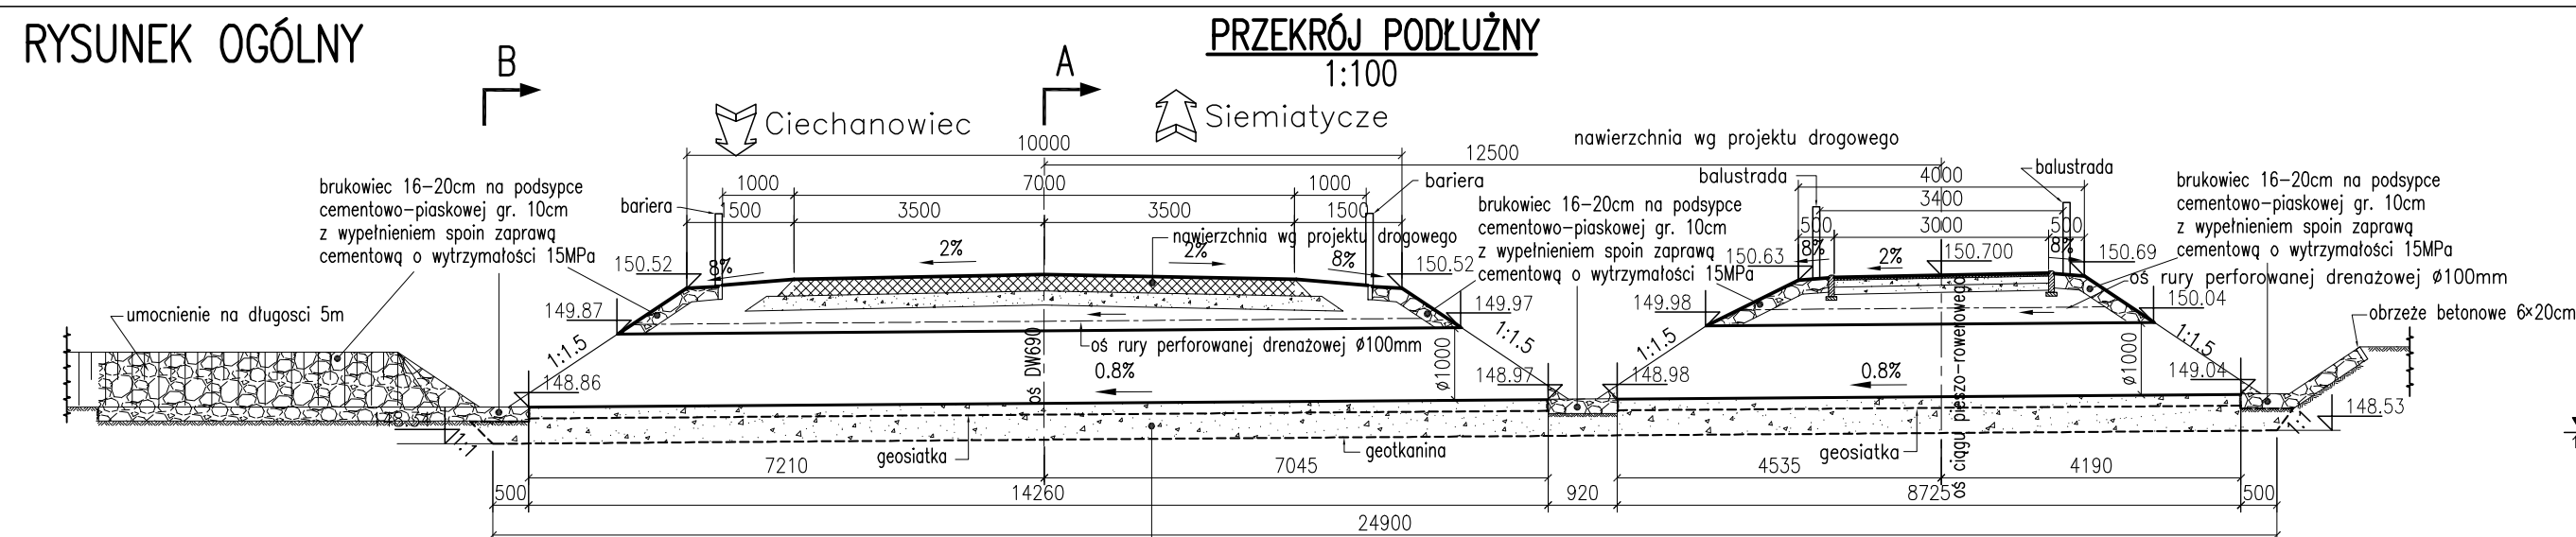 RYSUNEK OGÓLNY
PRZEKRÓJ PODŁUŻNY
1:100
B
A
Ciechanowiec
Siemiatycze
nawierzchnia wg projektu drogowego
10000
12500
balustrada
balustrada
4000
brukowiec 16-20cm na podsypce
cementowo-piaskowej gr. 10cm
z wypełnieniem spoin zaprawą
cementową o wytrzymałości 15MPa
bariera
1000
7000
1000
bariera
1500
3500
3500
1500
brukowiec 16-20cm na podsypce
cementowo-piaskowej gr. 10cm
z wypełnieniem spoin zaprawą
cementową o wytrzymałości 15MPa
3400
500
3000
500
brukowiec 16-20cm na podsypce
cementowo-piaskowej gr. 10cm
z wypełnieniem spoin zaprawą
cementową o wytrzymałości 15MPa
nawierzchnia wg projektu drogowego
150.52
8%
2%
2%
8%
150.52
150.63
8%
2%
150.700
8%
150.69
oś rury perforowanej drenażowej Ø100mm
umocnienie na długosci 5m
149.87
149.97
149.98
150.04
obrzeże betonowe 6×20cm
1:1.5
oś DW690
oś rury perforowanej drenażowej Ø100mm
Ø1000
1:1.5
1:1.5
oś ciągu pieszo-rowerowego
Ø1000
1:1.5
148.86
0.8%
148.97
148.98
0.8%
149.04
148.54
1:1
148.53
1:1
geosiatka
geotkanina
geosiatka
7210
7045
4535
4190
500
14260
920
8725
500
24900